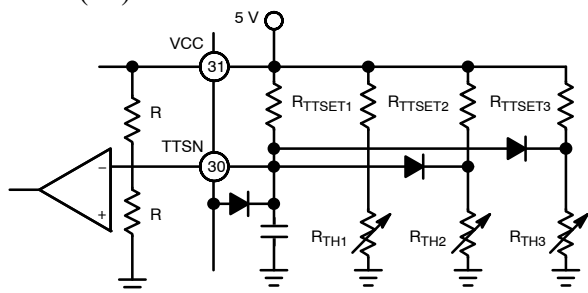 5 V
VCC
31
R
RTTSET1
RTTSET2
RTTSET3
TTSN
30
−
+
R
RTH1
RTH2
RTH3